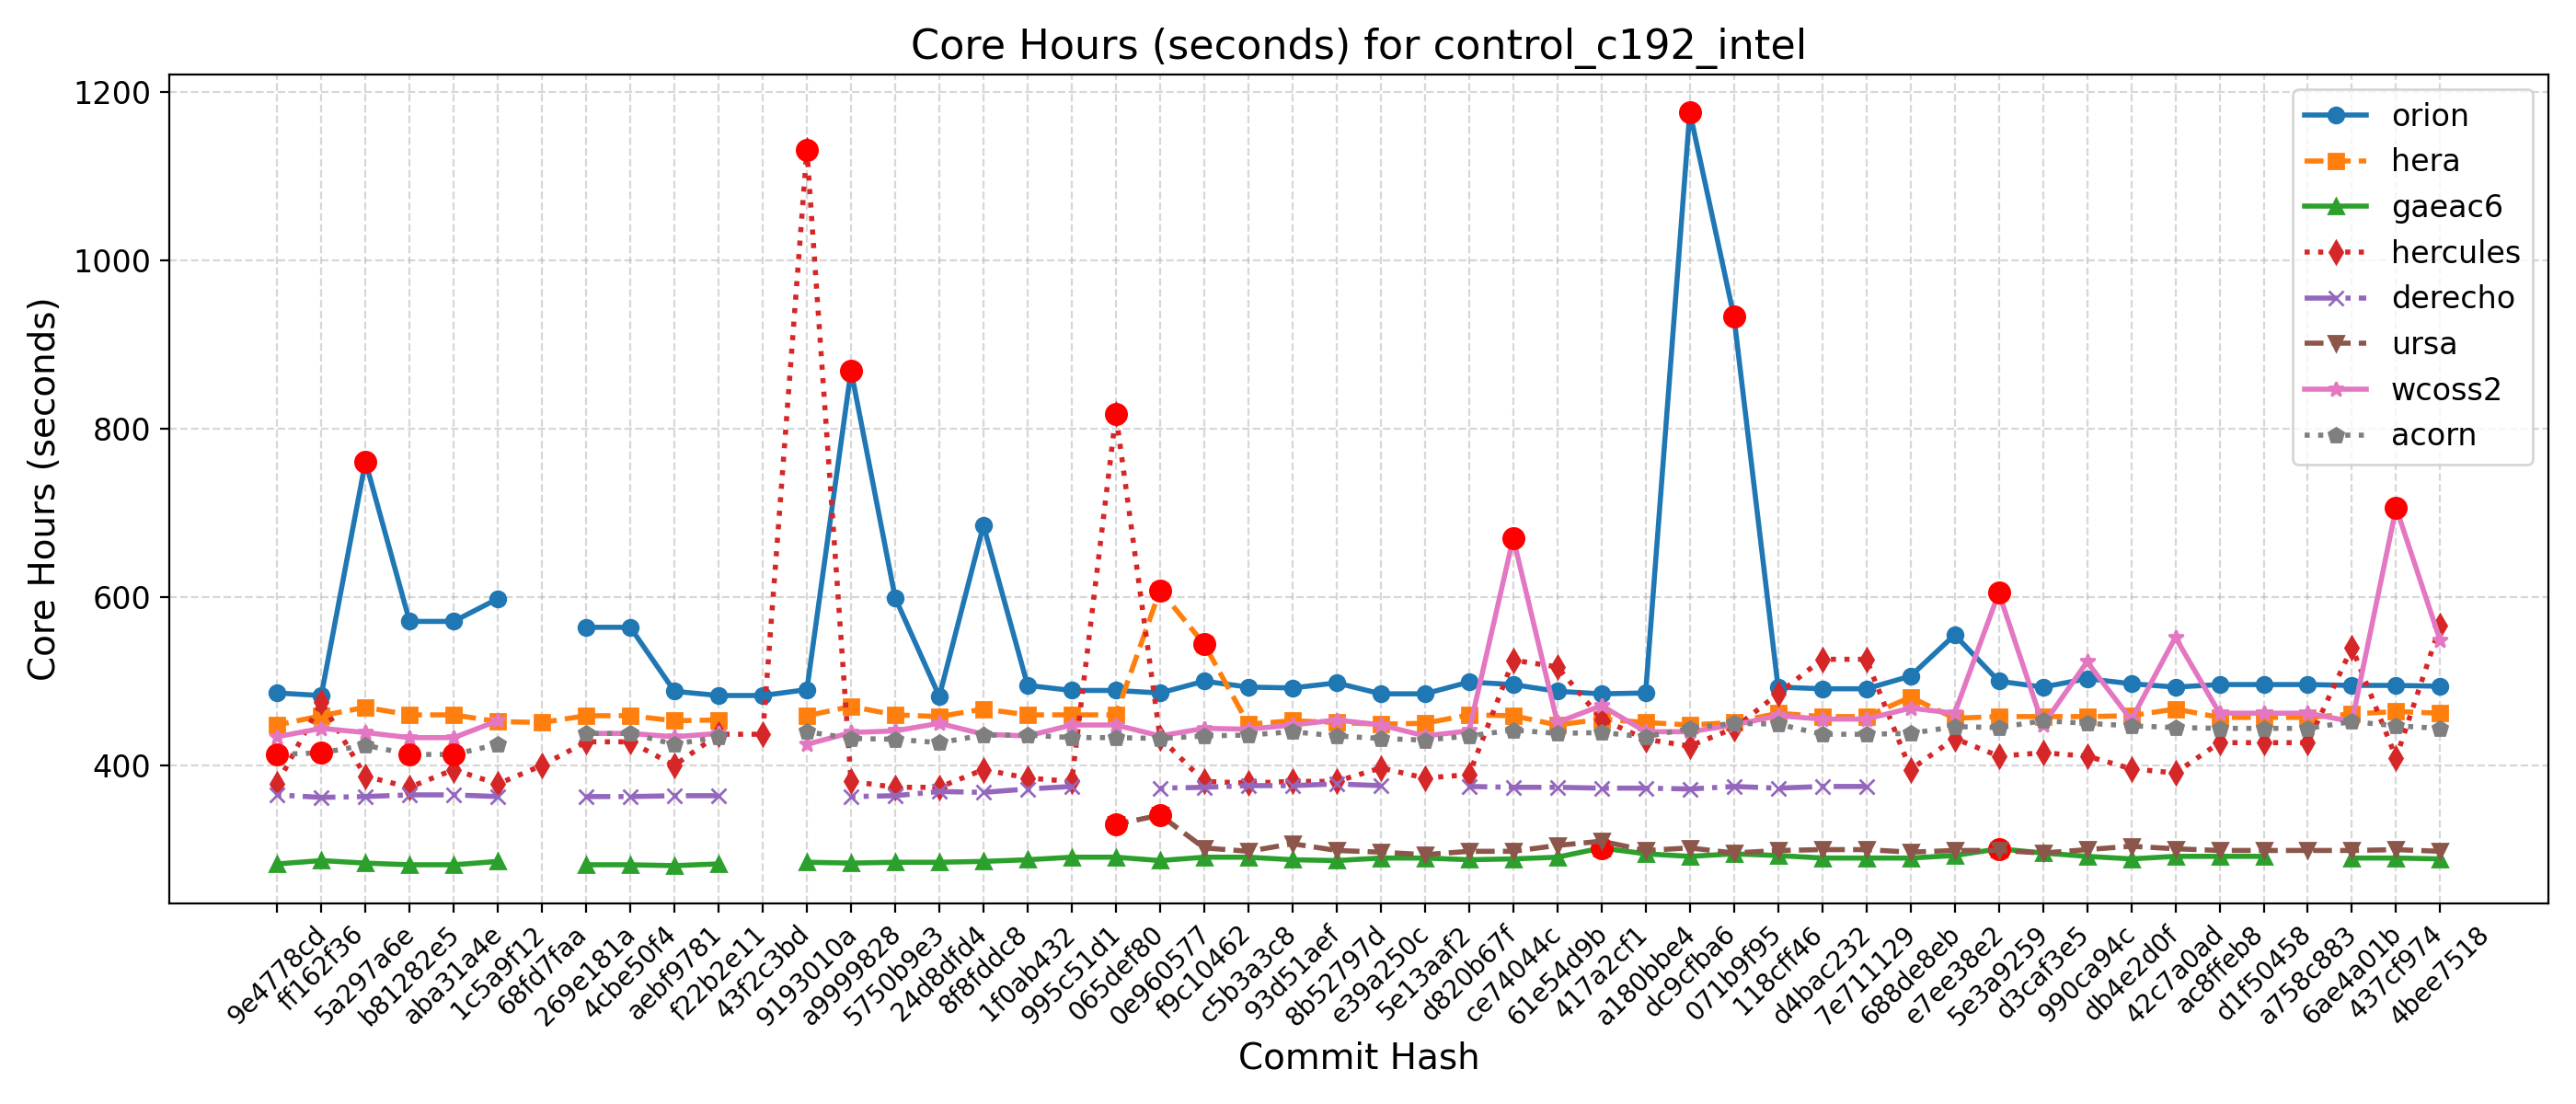 Core Hours (seconds) for control_c192_intel
Core Hours (seconds)
1200
1000
800
600
400
orion
hera
gaeac6
hercules
derecho
ursa
wcoss2
acorn
9e4778cd
ff162f36
5a297a6e
b81282e5
aba31a4e
1c5a9f12
68fd7faa
269e181a
4cbe50f4
aebf9781
f22b2e11
43f2c3bd
9193010a
a9999828
5750b9e3
24d8dfd4
8f8fddc8
1f0ab432
995c51d1
065def80
0e960577
f9c10462
c5b3a3c8
93d51aef
8b52797d
e39a250c
5e13aaf2
d820b67f
ce74044c
61e54d9b
417a2cf1
a180bbe4
dc9cfba6
071b9f95
118cff46
d4bac232
7e711129
688de8eb
e7ee38e2
5e3a9259
d3caf3e5
990ca94c
db4e2d0f
42c7a0ad
ac8ffeb8
d1f50458
a758c883
6ae4a01b
437cf974
4bee7518
Commit Hash